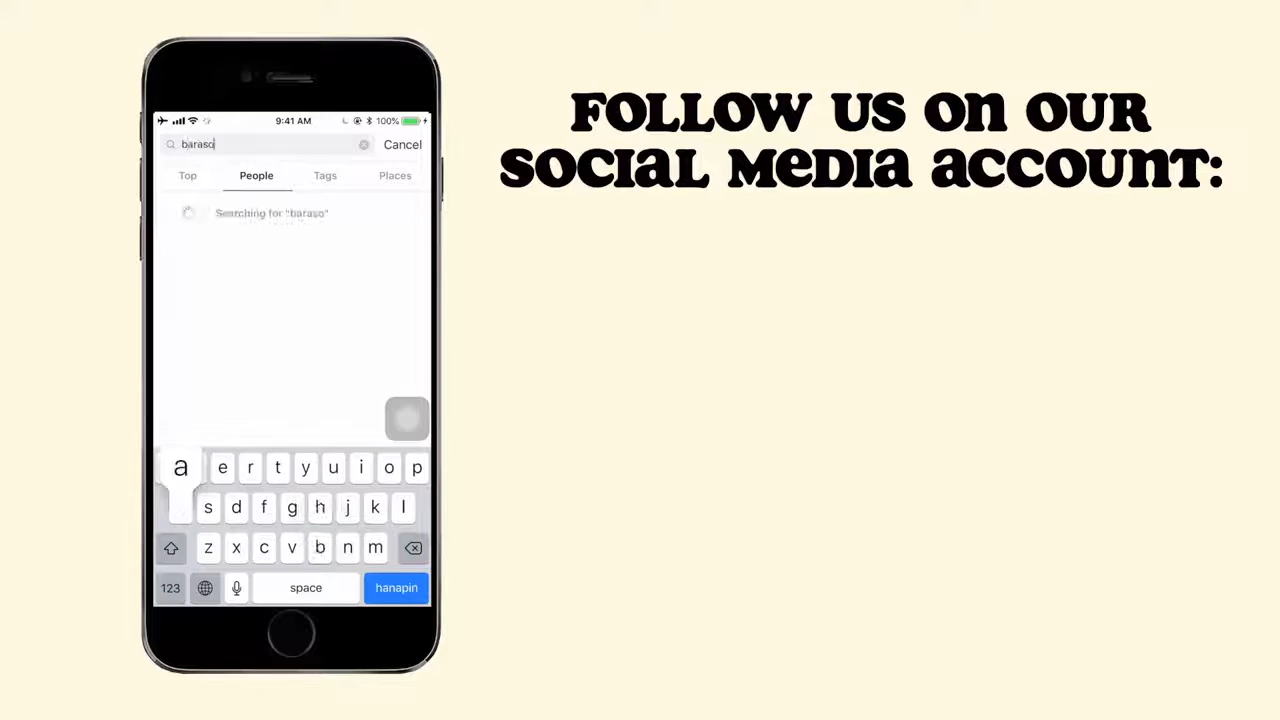 FOLLOW US ON OUR
SOCIAL MEDIA ACCOUNT:
9:41 AM 100%
baraso Cancel
Top People Tags Places
Searching for "baraso"
a e r t y u i o p
s d f g h j k l
z x c v b n m
123 space hanapin